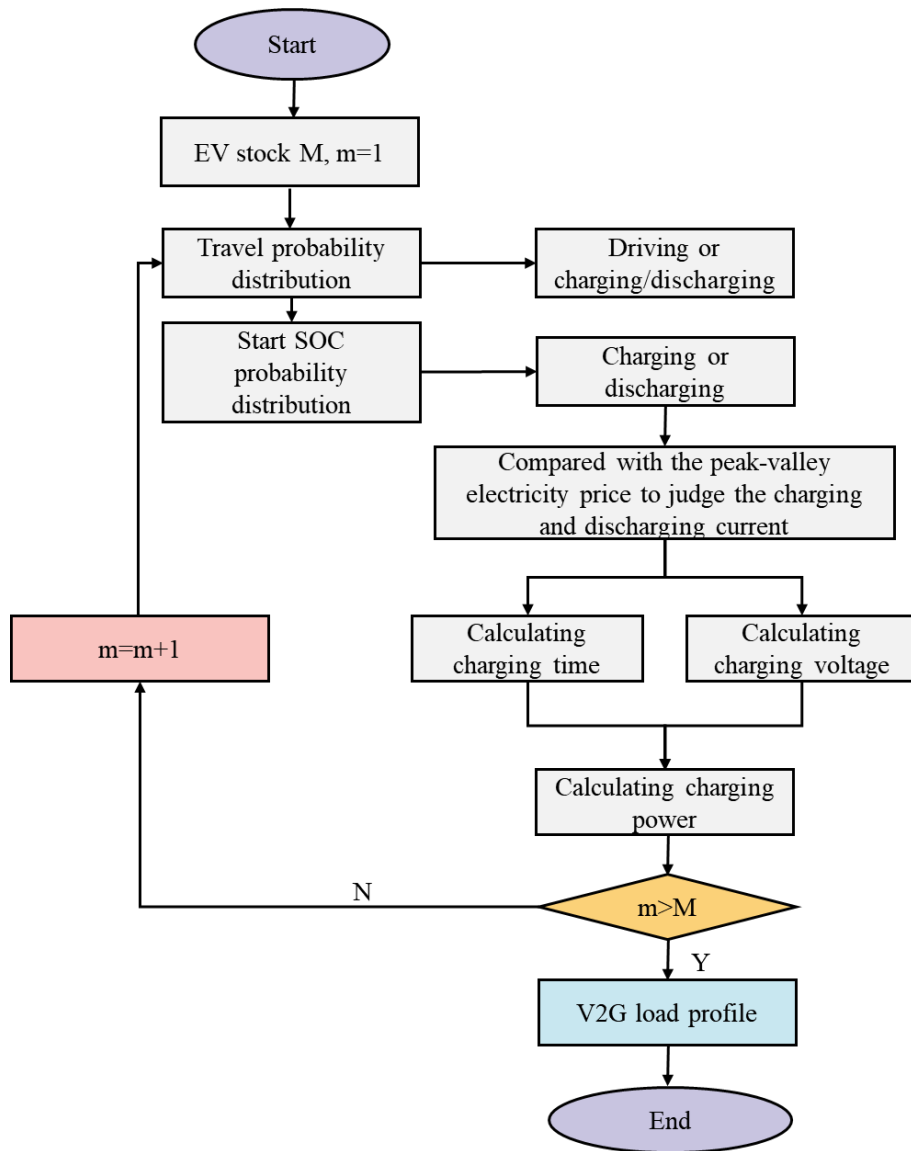 Start
EV stock M, m=1
Travel probability
distribution
Driving or
charging/discharging
Start SOC
probability
distribution
Charging or
discharging
Compared with the peak-valley
electricity price to judge the charging
and discharging current
m=m+1
Calculating
charging time
Calculating
charging voltage
Calculating charging
power
N
m>M
Y
V2G load profile
End